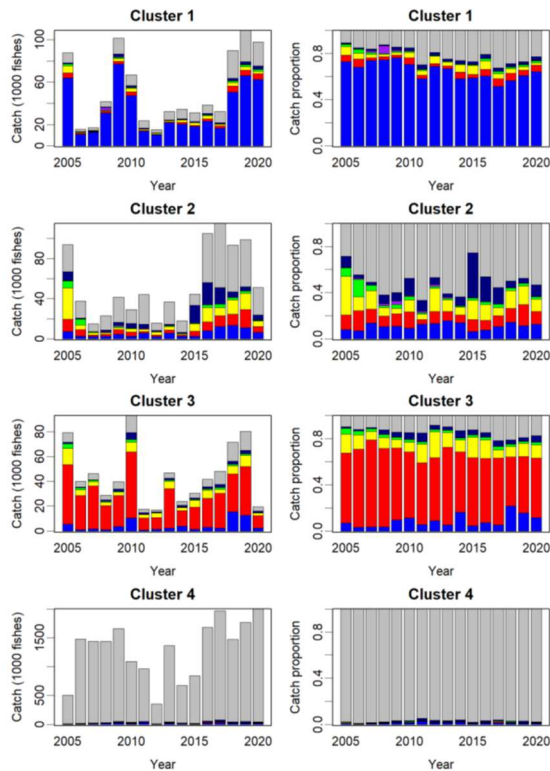 Cluster 1 Cluster 1
Catch (1000 fishes) 0 20 60 100 Catch proportion 0.0 0.4 0.8
2005 2010 2015 2020 2005 2010 2015 2020
Year Year
Cluster 2 Cluster 2
Catch (1000 fishes) 0 40 80 Catch proportion 0.0 0.4 0.8
2005 2010 2015 2020 2005 2010 2015 2020
Year Year
Cluster 3 Cluster 3
Catch (1000 fishes) 0 20 40 60 80 Catch proportion 0.0 0.4 0.8
2005 2010 2015 2020 2005 2010 2015 2020
Year Year
Cluster 4 Cluster 4
Catch (1000 fishes) 0 500 1500 Catch proportion 0.0 0.4 0.8
2005 2010 2015 2020 2005 2010 2015 2020
Year Year